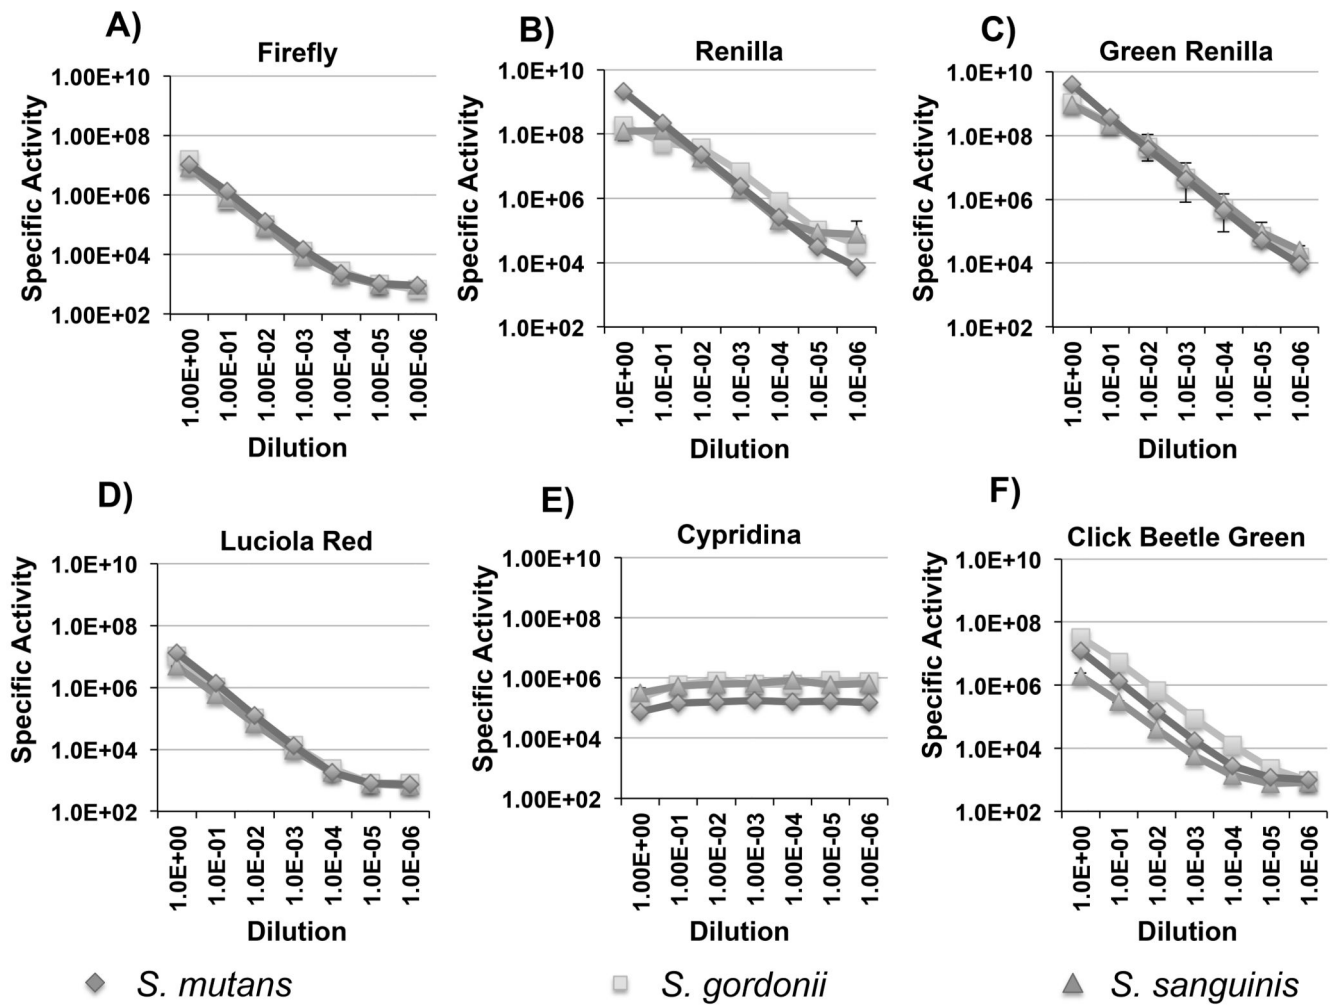 A)
Firefly
Specific Activity
1.00E+10
1.00E+08
1.00E+06
1.00E+04
1.00E+02
1.00E+00
1.00E-01
1.00E-02
1.00E-03
1.00E-04
1.00E-05
1.00E-06
Dilution
B)
Renilla
Specific Activity
1.0E+10
1.0E+08
1.0E+06
1.0E+04
1.0E+02
1.0E+00
1.0E-01
1.0E-02
1.0E-03
1.0E-04
1.0E-05
1.0E-06
Dilution
C)
Green Renilla
Specific Activity
1.0E+10
1.0E+08
1.0E+06
1.0E+04
1.0E+02
1.0E+00
1.0E-01
1.0E-02
1.0E-03
1.0E-04
1.0E-05
1.0E-06
Dilution
D)
Luciola Red
Specific Activity
1.0E+10
1.0E+08
1.0E+06
1.0E+04
1.0E+02
1.0E+00
1.0E-01
1.0E-02
1.0E-03
1.0E-04
1.0E-05
1.0E-06
Dilution
E)
Cypridina
Specific Activity
1.00E+10
1.00E+08
1.00E+06
1.00E+04
1.00E+02
1.00E+00
1.00E-01
1.00E-02
1.00E-03
1.00E-04
1.00E-05
1.00E-06
Dilution
F)
Click Beetle Green
Specific Activity
1.0E+10
1.0E+08
1.0E+06
1.0E+04
1.0E+02
1.0E+00
1.0E-01
1.0E-02
1.0E-03
1.0E-04
1.0E-05
1.0E-06
Dilution
S. mutans
S. gordonii
S. sanguinis